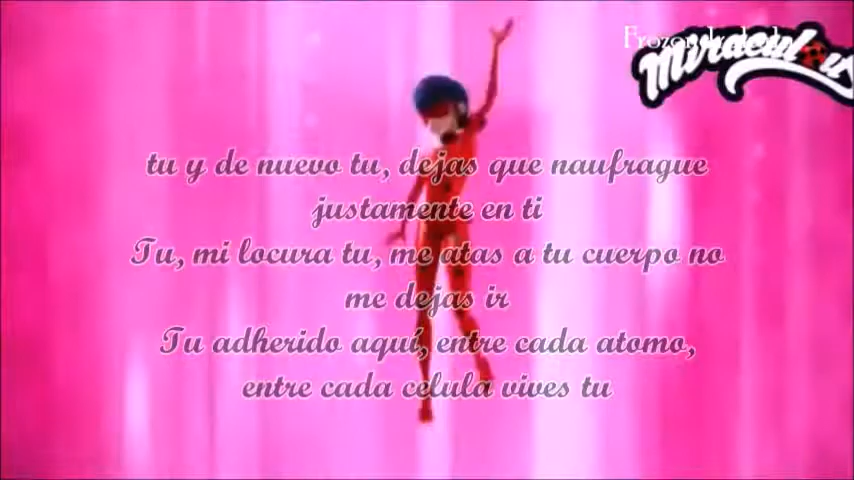 Frozen
Miraculous
tu y de nuevo tu, dejas que naufrague
justamente en ti
Tu, mi locura tu, me atas a tu cuerpo no
me dejas ir
Tu adherido aquí, entre cada atomo,
entre cada celula vives tu